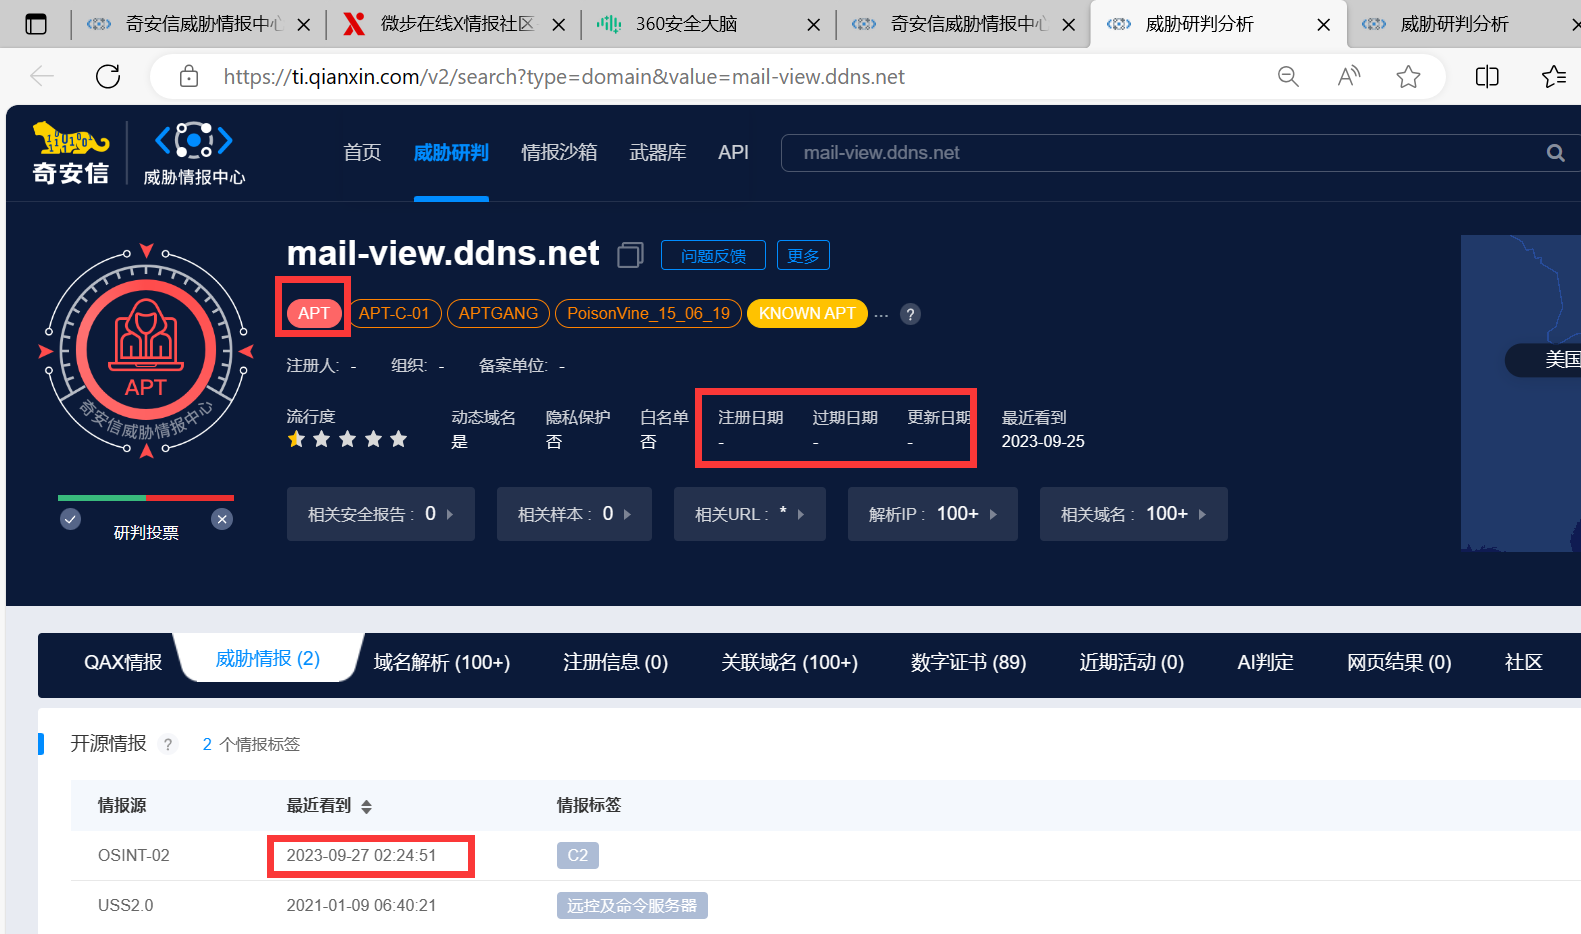 奇安信威胁情报中心 微步在线X情报社区 360安全大脑 奇安信威胁情报中心 威胁研判分析 威胁研判分析
https://ti.qianxin.com/v2/search?type=domain&value=mail-view.ddns.net
奇安信 威胁情报中心 首页 威胁研判 情报沙箱 武器库 API mail-view.ddns.net
mail-view.ddns.net 问题反馈 更多
APT APT-C-01 APTGANG PoisonVine_15_06_19 KNOWN APT ... ?
美国
注册人: - 组织: - 备案单位: -
APT
奇安信威胁情报中心
流行度 动态域名 隐私保护 白名单 注册日期 过期日期 更新日期 最近看到
是 否 否 - - - 2023-09-25
研判投票
相关安全报告 : 0 相关样本 : 0 相关URL : * 解析IP : 100+ 相关域名 : 100+
QAX情报 威胁情报 (2) 域名解析 (100+) 注册信息 (0) 关联域名 (100+) 数字证书 (89) 近期活动 (0) AI判定 网页结果 (0) 社区
开源情报 ? 2 个情报标签
情报源 最近看到 情报标签
OSINT-02 2023-09-27 02:24:51 C2
USS2.0 2021-01-09 06:40:21 远控及命令服务器